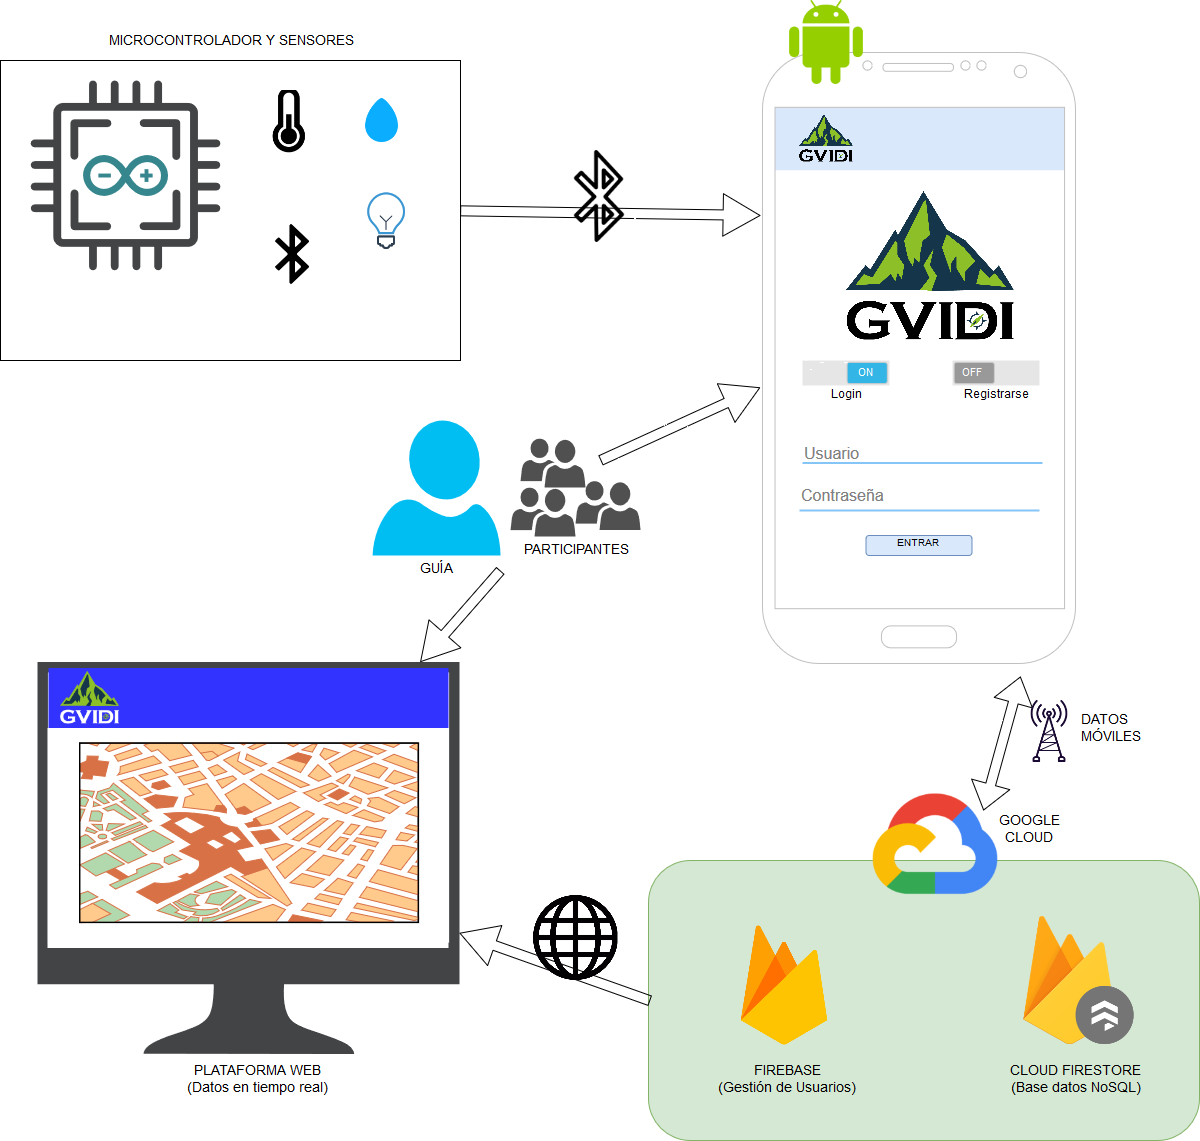 MICROCONTROLADOR Y SENSORES
GVIDI
GVIDI
ON
OFF
Login
Registrarse
Usuario
Contraseña
ENTRAR
PARTICIPANTES
GUÍA
GVIDI
DATOS
MÓVILES
GOOGLE
CLOUD
PLATAFORMA WEB
(Datos en tiempo real)
FIREBASE
(Gestión de Usuarios)
CLOUD FIRESTORE
(Base datos NoSQL)